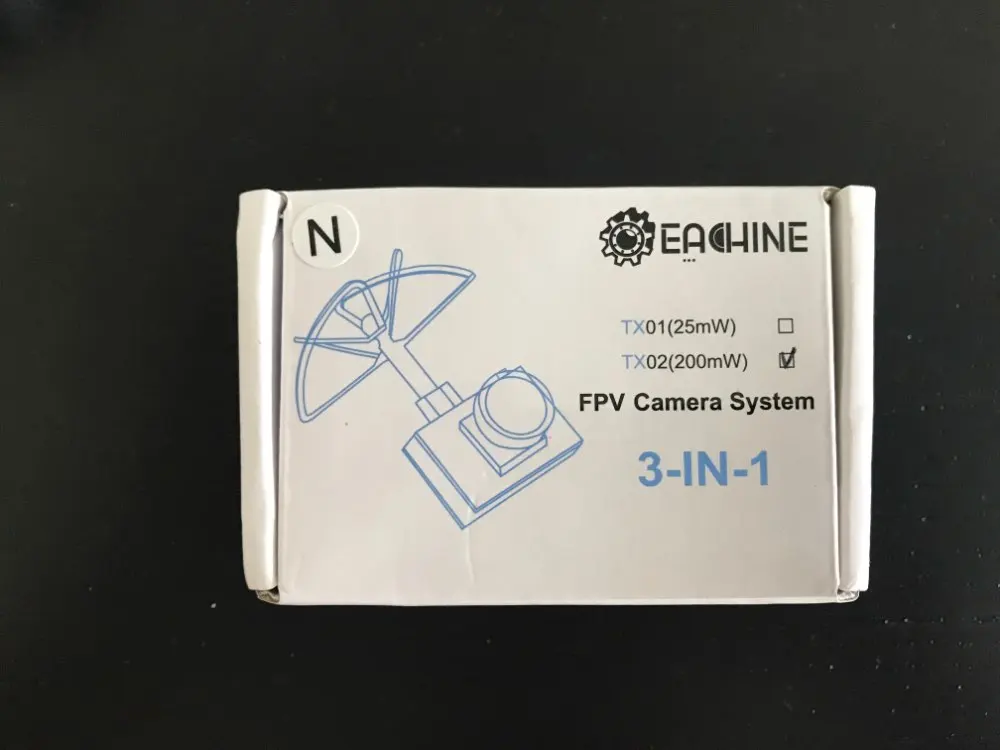 N
EACHINE
TX01(25mW)
TX02(200mW)
FPV Camera System
3-IN-1